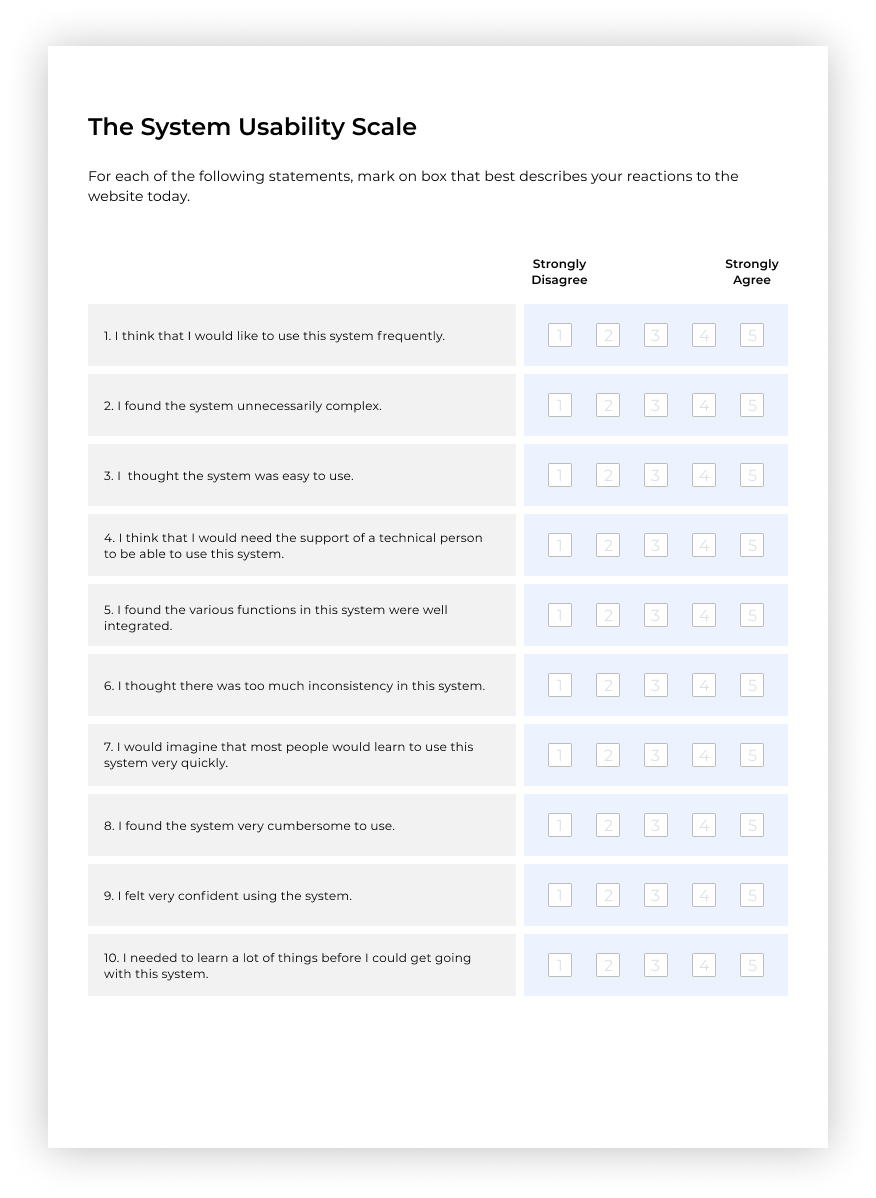 The System Usability Scale
For each of the following statements, mark on box that best describes your reactions to the
website today.
Strongly
Disagree
Strongly
Agree
1. I think that I would like to use this system frequently.
1 2 3 4 5
2. I found the system unnecessarily complex.
1 2 3 4 5
3. I  thought the system was easy to use.
1 2 3 4 5
4. I think that I would need the support of a technical person
to be able to use this system.
1 2 3 4 5
5. I found the various functions in this system were well
integrated.
1 2 3 4 5
6. I thought there was too much inconsistency in this system.
1 2 3 4 5
7. I would imagine that most people would learn to use this
system very quickly.
1 2 3 4 5
8. I found the system very cumbersome to use.
1 2 3 4 5
9. I felt very confident using the system.
1 2 3 4 5
10. I needed to learn a lot of things before I could get going
with this system.
1 2 3 4 5